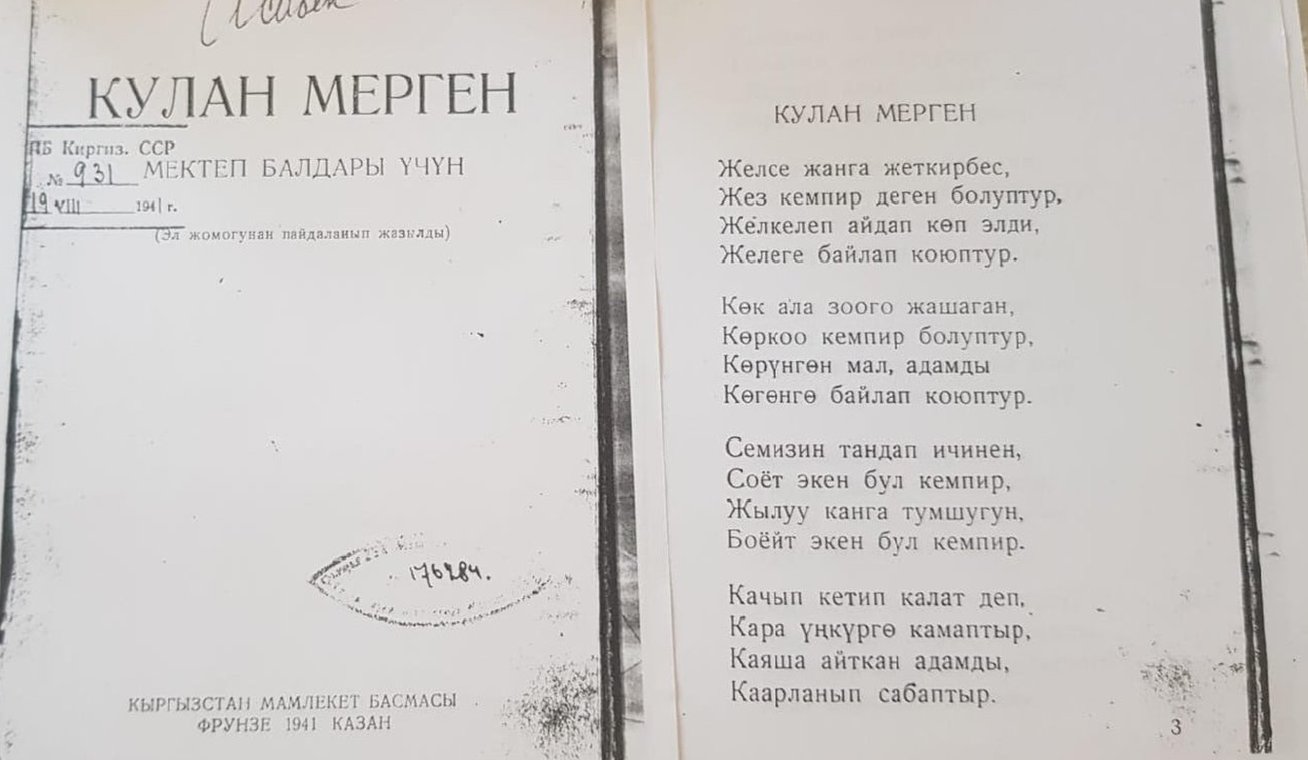 КУЛАН МЕРГЕН
ПБ Киргиз. ССР
№ 931
19 VIII 1941 г.
МЕКТЕП БАЛДАРЫ ҮЧҮН
(Эл жомогунан пайдаланып жазылды)
176284.
КЫРГЫЗСТАН МАМЛЕКЕТ БАСМАСЫ
ФРУНЗЕ 1941 КАЗАН
КУЛАН МЕРГЕН
Желсе жанга жеткирбес,
Жез кемпир деген болуптур,
Желкелеп айдап көп элди,
Желеге байлап коюптур.
Көк ала зоого жашаган,
Көркоо кемпир болуптур,
Көрүнгөн мал, адамды
Көгөнгө байлап коюптур.
Семизин тандап ичинен,
Соёт экен бул кемпир,
Жылуу канга тумшугун,
Боёйт экен бул кемпир.
Качып кетип калат деп,
Кара үңкүргө камаптыр,
Каяша айткан адамды,
Каарланып сабаптыр.
3